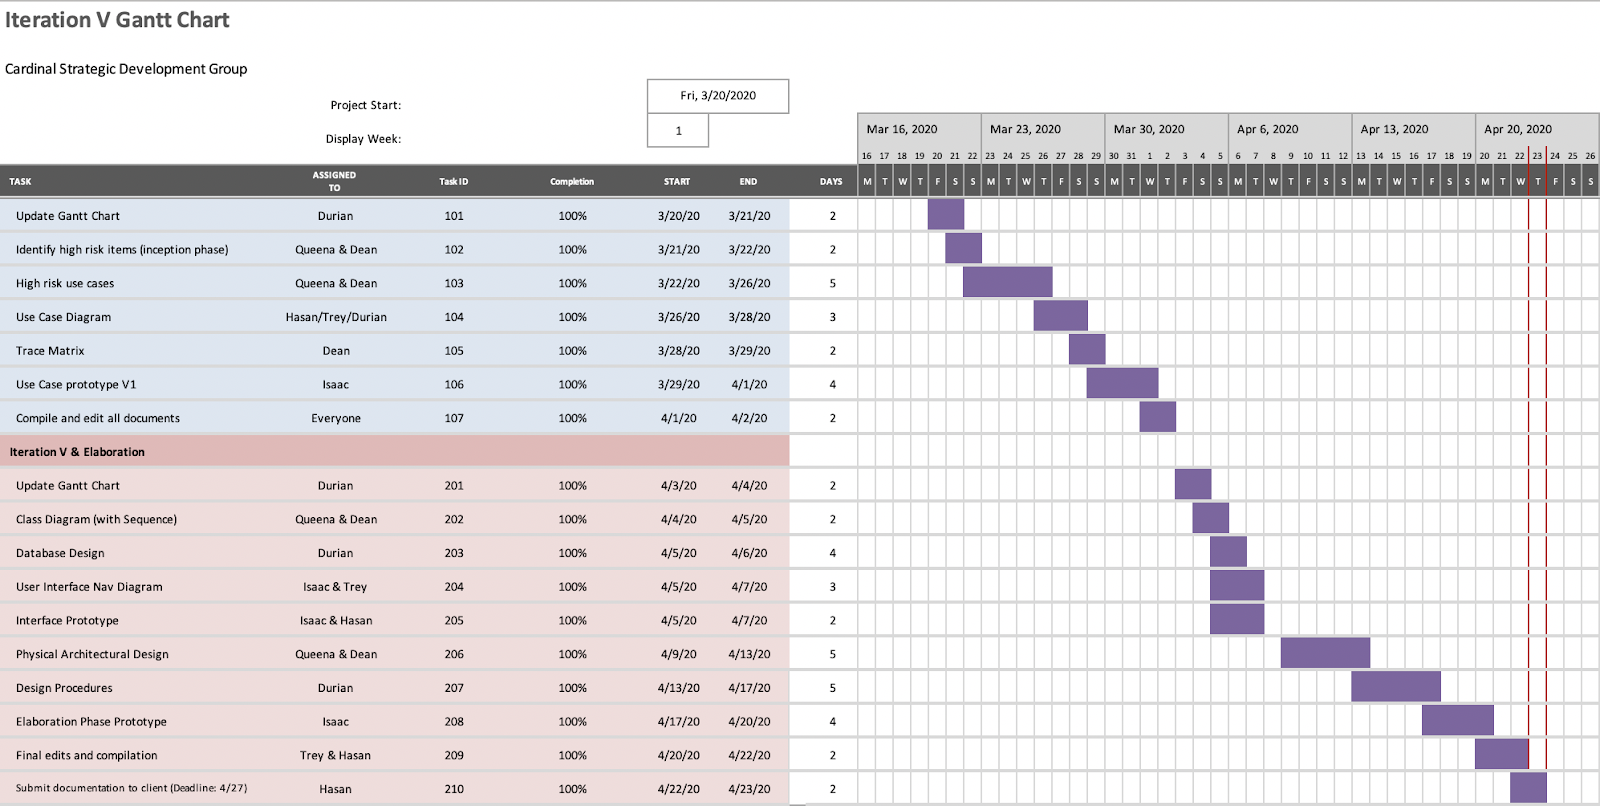 Iteration V Gantt Chart
Cardinal Strategic Development Group
Project Start: Fri, 3/20/2020
Display Week: 1
Mar 16, 2020 Mar 23, 2020 Mar 30, 2020 Apr 6, 2020 Apr 13, 2020 Apr 20, 2020
16 17 18 19 20 21 22 23 24 25 26 27 28 29 30 31 1 2 3 4 5 6 7 8 9 10 11 12 13 14 15 16 17 18 19 20 21 22 23 24 25 26
TASK ASSIGNED TO Task ID Completion START END DAYS M T W T F S S M T W T F S S M T W T F S S M T W T F S S M T W T F S S M T W T F S S
Update Gantt Chart Durian 101 100% 3/20/20 3/21/20 2
Identify high risk items (inception phase) Queena & Dean 102 100% 3/21/20 3/22/20 2
High risk use cases Queena & Dean 103 100% 3/22/20 3/26/20 5
Use Case Diagram Hasan/Trey/Durian 104 100% 3/26/20 3/28/20 3
Trace Matrix Dean 105 100% 3/28/20 3/29/20 2
Use Case prototype V1 Isaac 106 100% 3/29/20 4/1/20 4
Compile and edit all documents Everyone 107 100% 4/1/20 4/2/20 2
Iteration V & Elaboration
Update Gantt Chart Durian 201 100% 4/3/20 4/4/20 2
Class Diagram (with Sequence) Queena & Dean 202 100% 4/4/20 4/5/20 2
Database Design Durian 203 100% 4/5/20 4/6/20 4
User Interface Nav Diagram Isaac & Trey 204 100% 4/5/20 4/7/20 3
Interface Prototype Isaac & Hasan 205 100% 4/5/20 4/7/20 2
Physical Architectural Design Queena & Dean 206 100% 4/9/20 4/13/20 5
Design Procedures Durian 207 100% 4/13/20 4/17/20 5
Elaboration Phase Prototype Isaac 208 100% 4/17/20 4/20/20 4
Final edits and compilation Trey & Hasan 209 100% 4/20/20 4/22/20 2
Submit documentation to client (Deadline: 4/27) Hasan 210 100% 4/22/20 4/23/20 2